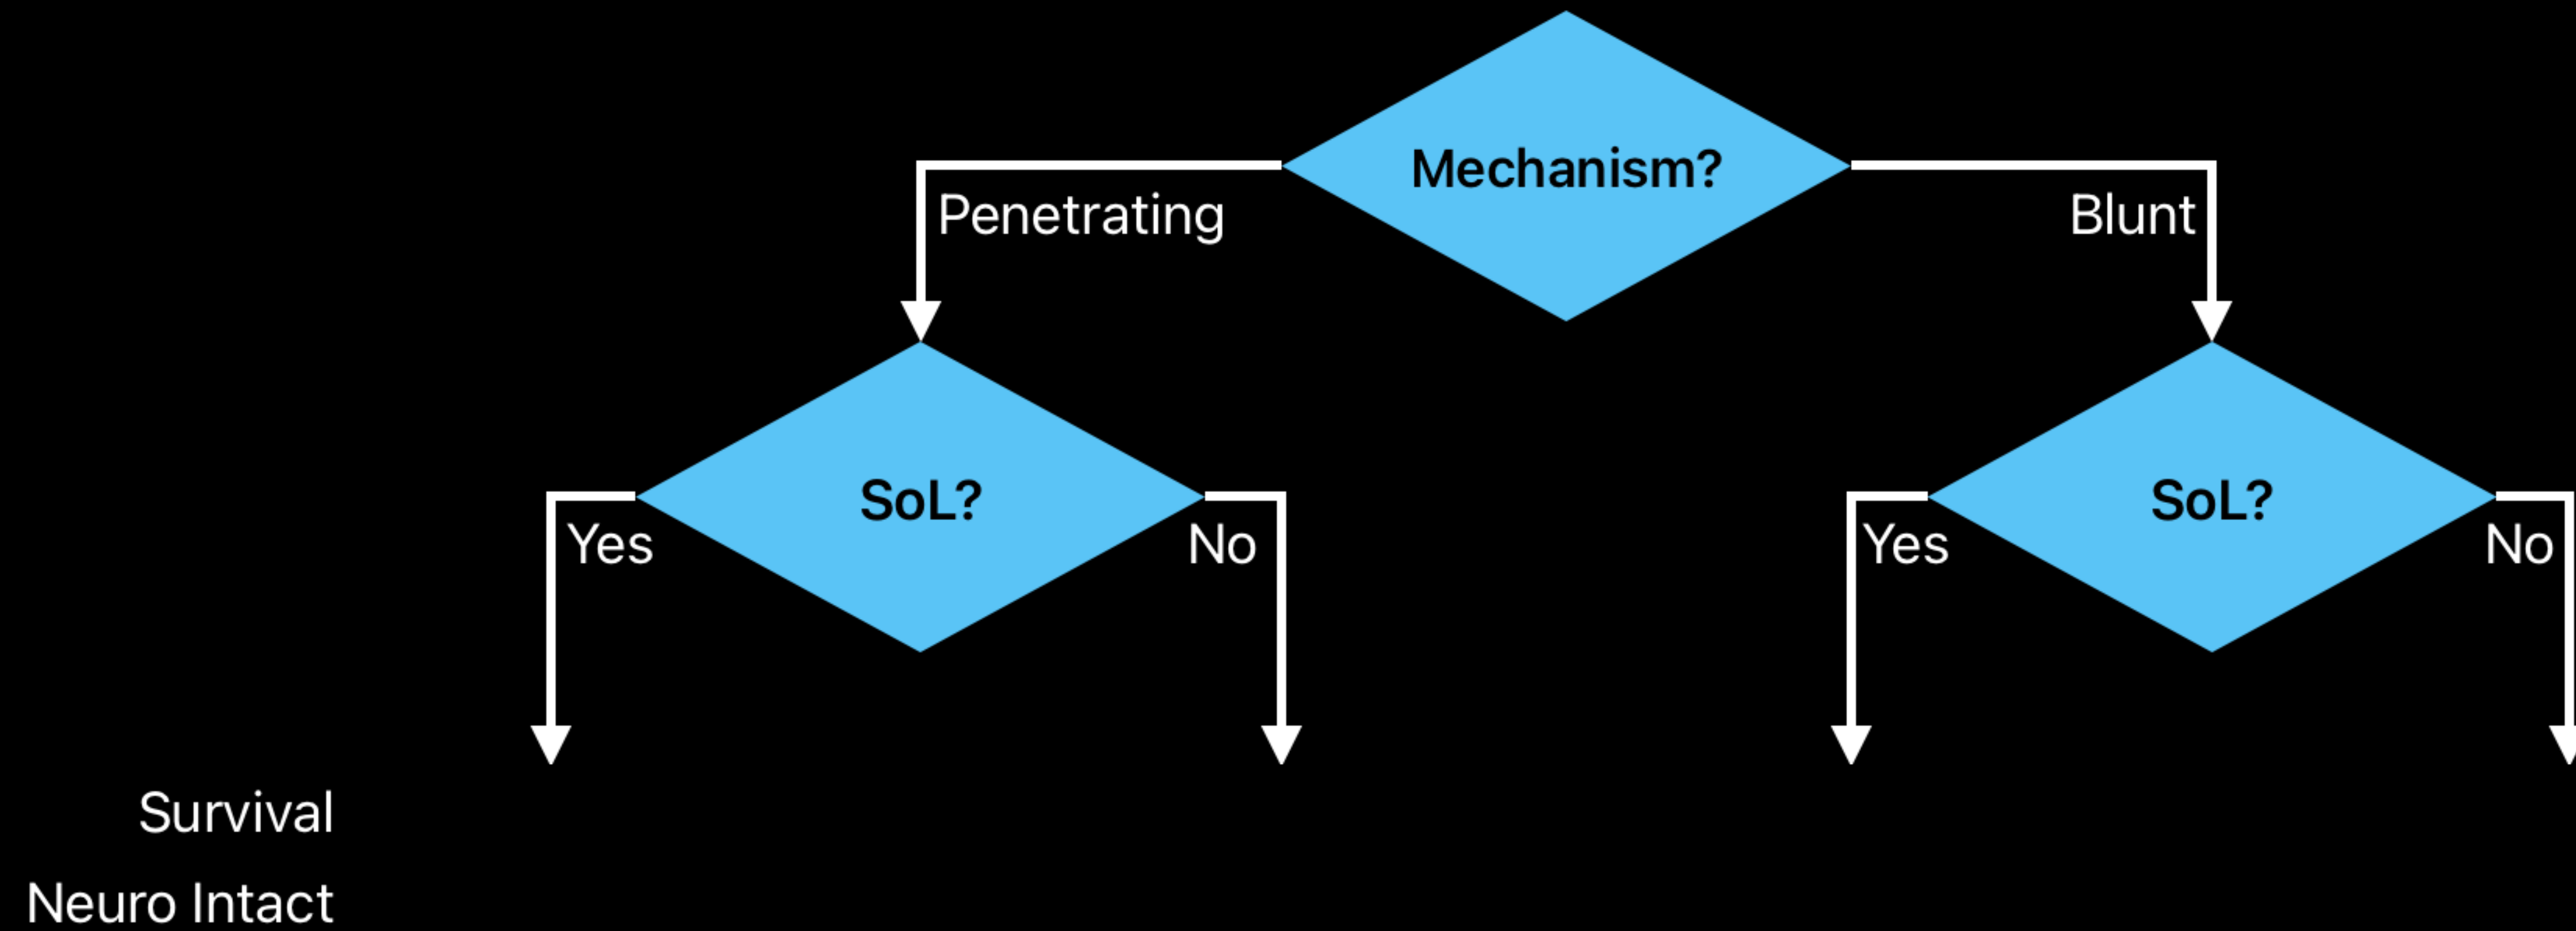 Mechanism?
Penetrating
Blunt
SoL?
SoL?
Yes
No
Yes
No
Survival
Neuro Intact